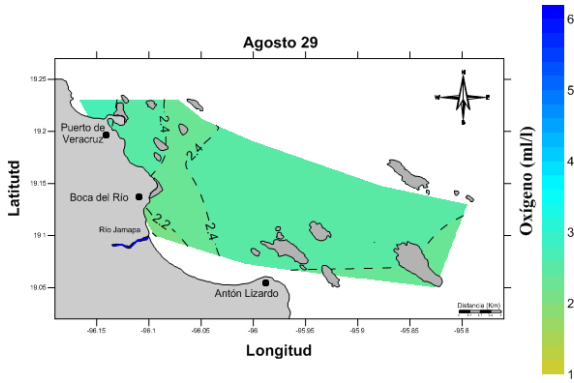 Agosto 29
19.25
19.2
19.15
19.1
19.05
Latitutd
Puerto de
Veracruz
Boca del Río
Río Jamapa
Antón Lizardo
2.4
2.4
2.2
2.4
N
W
E
S
Distancia (Km)
-96.15
-96.1
-96.05
-96
-95.95
-95.9
-95.85
-95.8
Longitud
Oxígeno (ml/l)
6
5
4
3
2
1